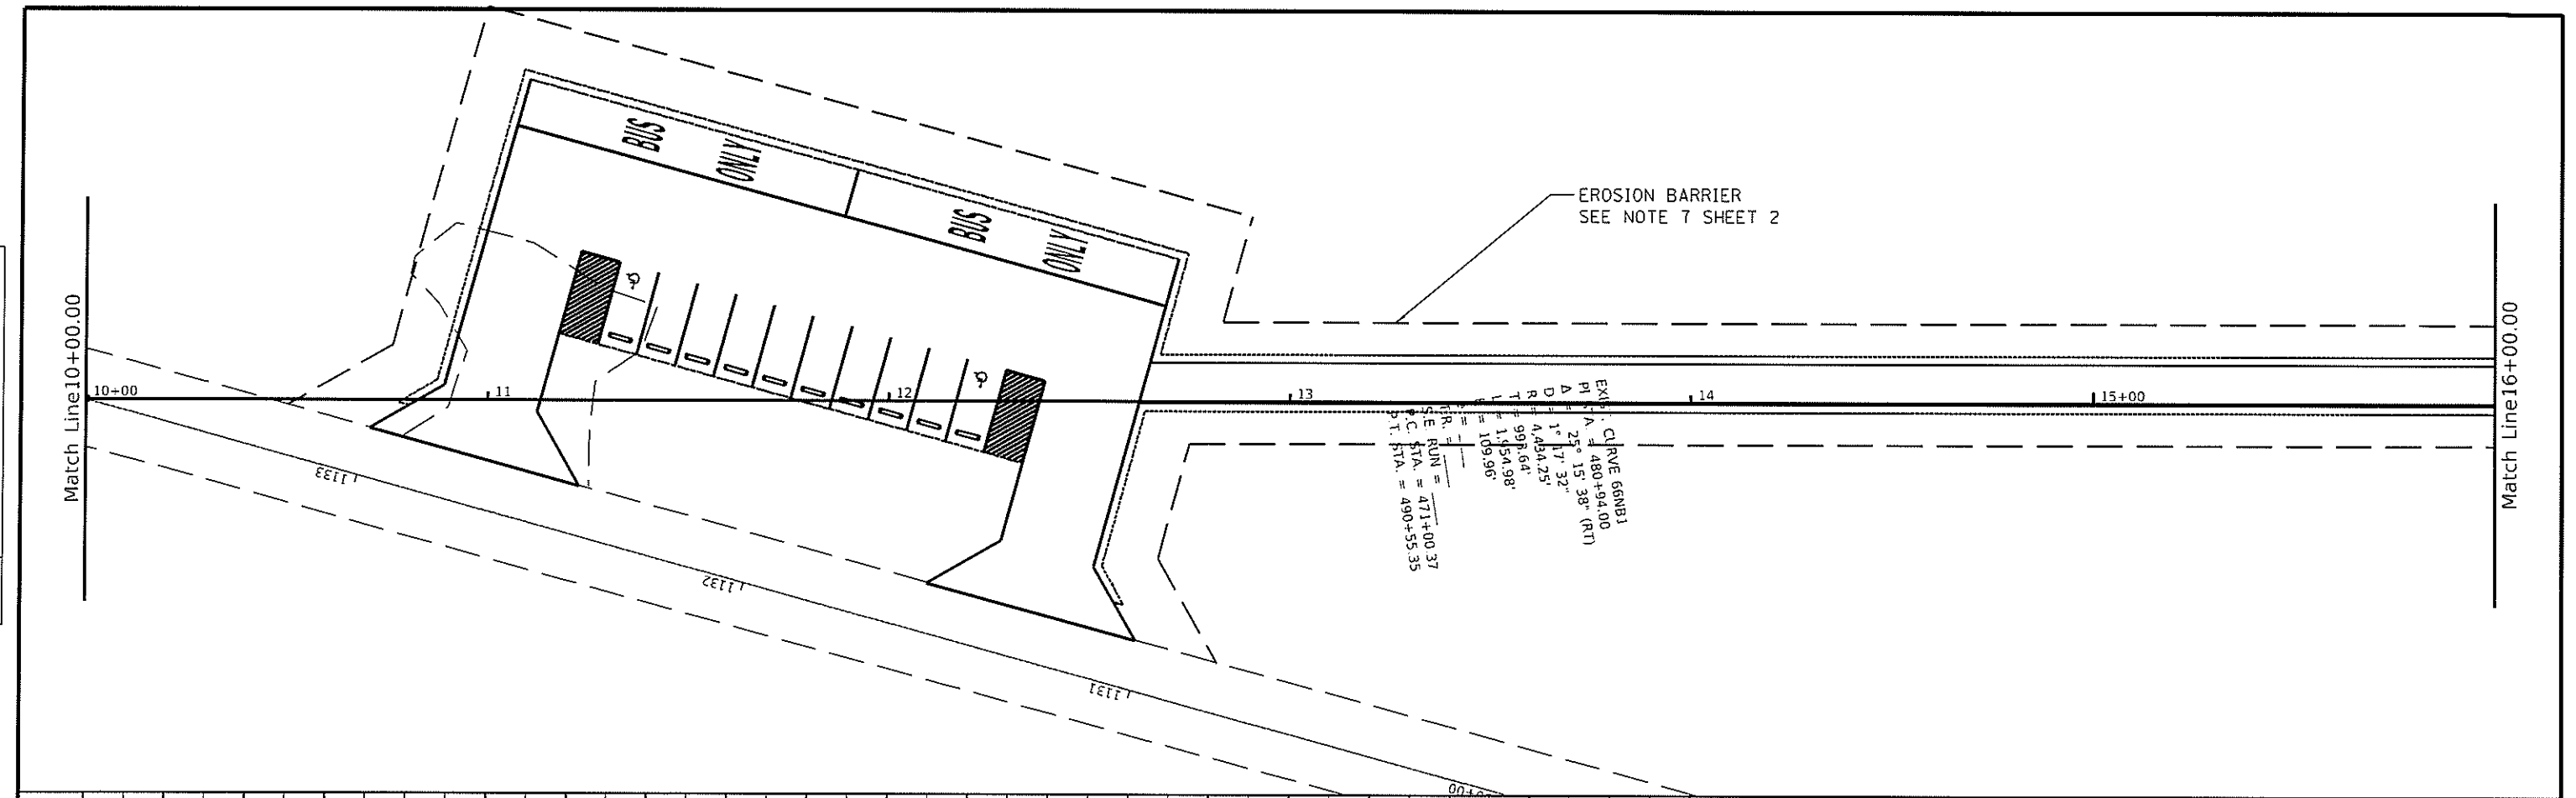 BUS
ONLY
BUS
ONLY
EROSION BARRIER
SEE NOTE 7 SHEET 2
Match Line10+00.00
10+00
11
12
13
14
15+00
Match Line16+00.00
EXIST. CURVE 66NB1
PI STA. = 480+94.00
Δ = 25° 15' 38" (RT)
D = 1° 17' 32"
R = 4,434.25'
T = 993.64'
L = 1,954.98'
E = 109.96'
T.R. =
S.E. RUN =
P.C. STA. = 471+00.37
P.T. STA. = 490+55.35
1133
1132
1131